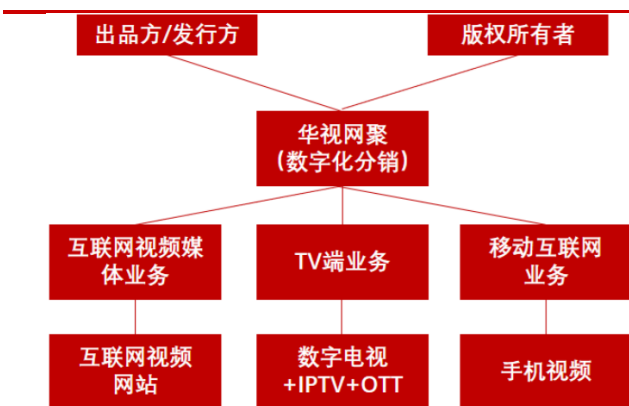 出品方/发行方
版权所有者
华视网聚
(数字化分销)
互联网视频媒
体业务
TV端业务
移动互联网
业务
互联网视频
网站
数字电视
+IPTV+OTT
手机视频